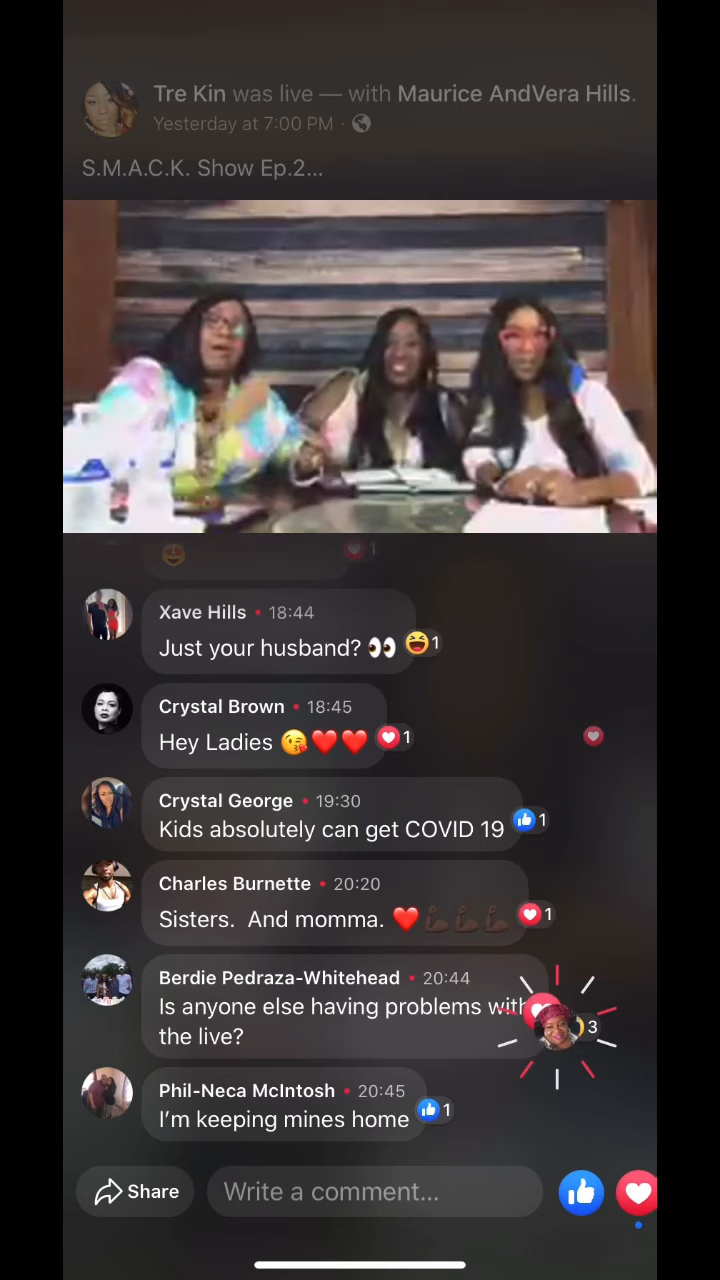 Tre Kin was live — with Maurice AndVera Hills.
Yesterday at 7:00 PM ·
S.M.A.C.K. Show Ep.2...
😍 1
Xave Hills • 18:44
Just your husband? 👀 😆 1
Crystal Brown • 18:45
Hey Ladies 😘❤️❤️ 1
Crystal George • 19:30
Kids absolutely can get COVID 19 1
Charles Burnette • 20:20
Sisters. And momma. ❤️💪🏿💪🏿💪🏿 1
Berdie Pedraza-Whitehead • 20:44
Is anyone else having problems with
the live? 3
Phil-Neca McIntosh • 20:45
I'm keeping mines home 1
Share Write a comment...